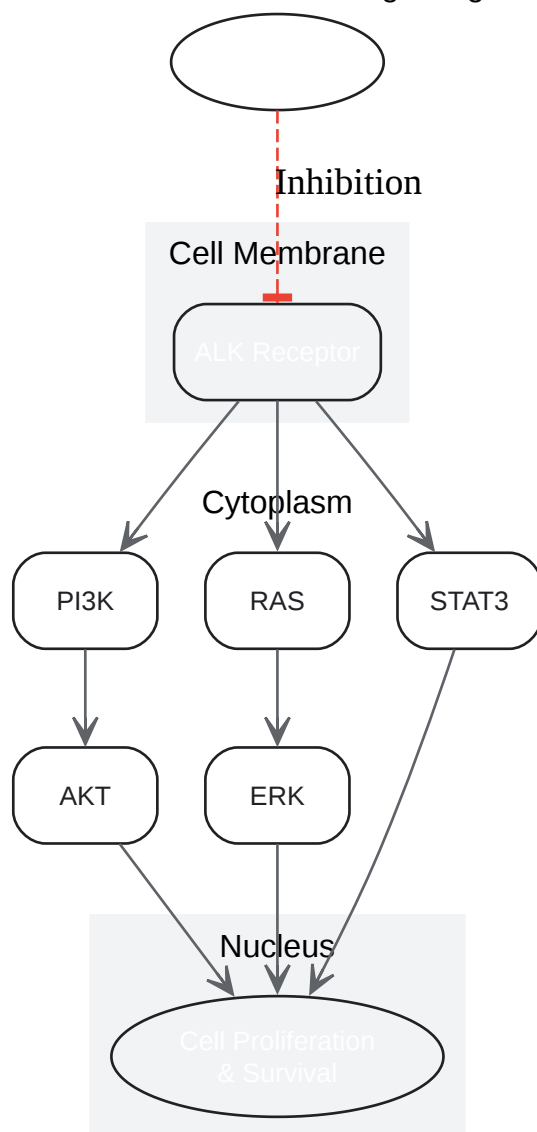 Inhibition
Cell Membrane
ALK Receptor
Cytoplasm
PI3K
RAS
STAT3
AKT
ERK
Nucleus
Cell Proliferation
& Survival